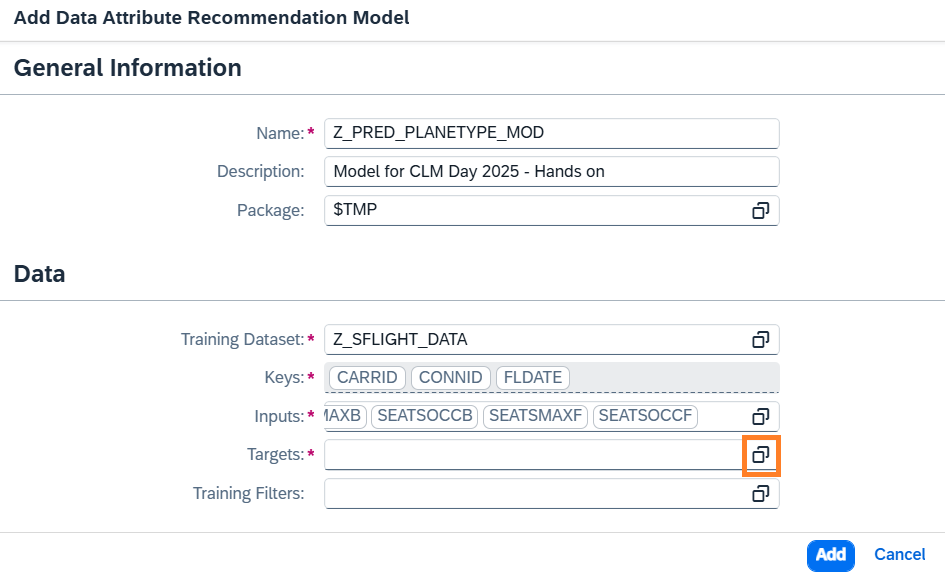 Add Data Attribute Recommendation Model
General Information
Name:* Z_PRED_PLANETYPE_MOD
Description: Model for CLM Day 2025 - Hands on
Package: $TMP
Data
Training Dataset:* Z_SFLIGHT_DATA
Keys:* CARRID CONNID FLDATE
Inputs:* SEATSOCCB SEATSMAXF SEATSOCCF
Targets:*
Training Filters:
Add Cancel